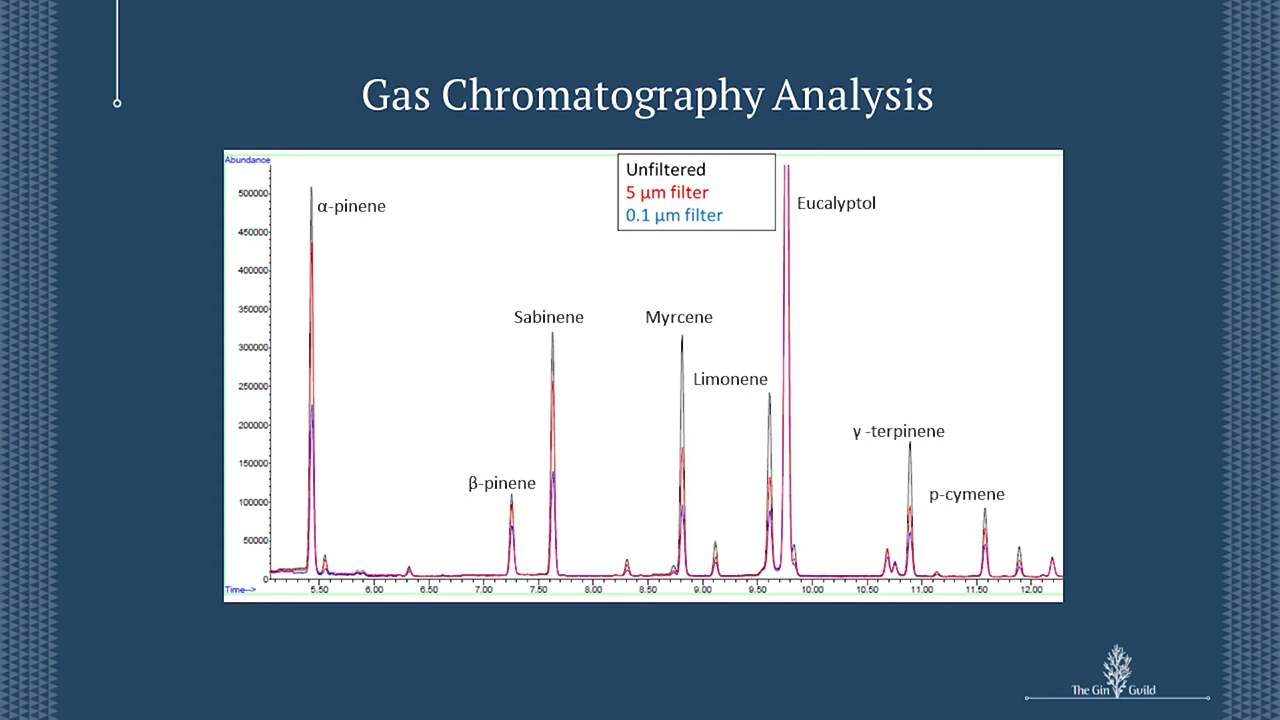 Gas Chromatography Analysis
Abundance
Unfiltered
5 µm filter
0.1 µm filter
500000
450000
400000
350000
300000
250000
200000
150000
100000
50000
0
α-pinene
Eucalyptol
Sabinene
Myrcene
Limonene
γ -terpinene
β-pinene
p-cymene
Time-->
5.50 6.00 6.50 7.00 7.50 8.00 8.50 9.00 9.50 10.00 10.50 11.00 11.50 12.00
The Gin Guild